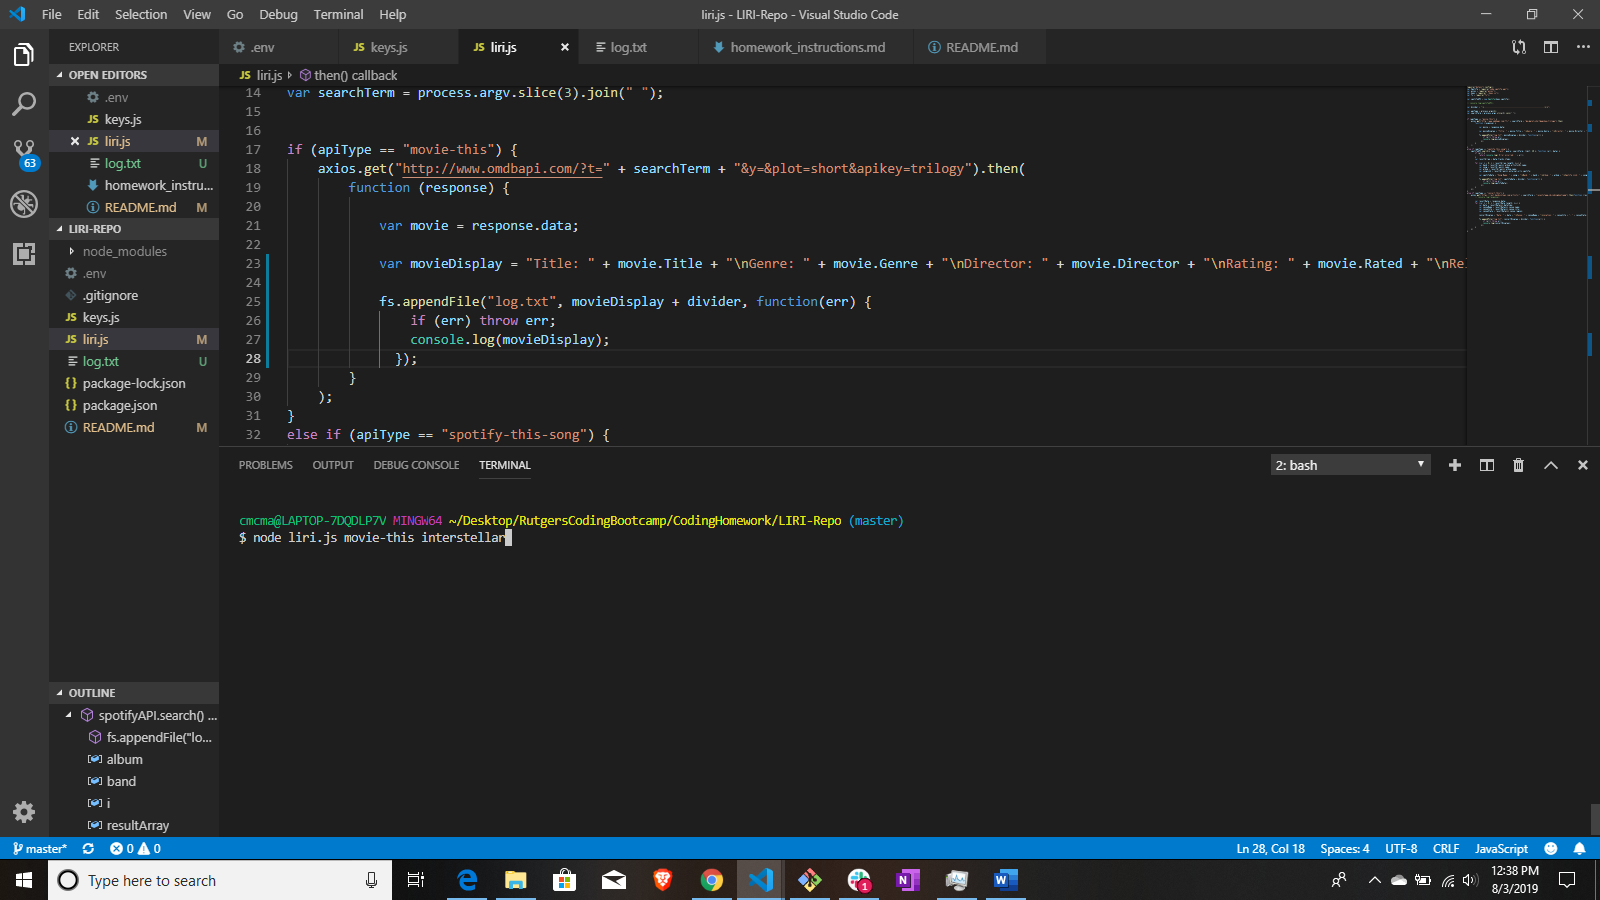 File Edit Selection View Go Debug Terminal Help
liri.js - LIRI-Repo - Visual Studio Code
EXPLORER
.env
JS keys.js
JS liri.js
log.txt
homework_instructions.md
README.md
OPEN EDITORS
.env
JS keys.js
JS liri.js M
log.txt U
homework_instru...
README.md M
LIRI-REPO
node_modules
.env
.gitignore
JS keys.js
JS liri.js M
log.txt U
{} package-lock.json
{} package.json
README.md M
63
OUTLINE
spotifyAPI.search() ...
fs.appendFile("lo...
album
band
i
resultArray
JS liri.js then() callback
14 var searchTerm = process.argv.slice(3).join(" ");
15
16
17 if (apiType == "movie-this") {
18 axios.get("http://www.omdbapi.com/?t=" + searchTerm + "&y=&plot=short&apikey=trilogy").then(
19 function (response) {
20
21 var movie = response.data;
22
23 var movieDisplay = "Title: " + movie.Title + "\nGenre: " + movie.Genre + "\nDirector: " + movie.Director + "\nRating: " + movie.Rated + "\nRe
24
25 fs.appendFile("log.txt", movieDisplay + divider, function(err) {
26 if (err) throw err;
27 console.log(movieDisplay);
28 });
29 }
30 );
31 }
32 else if (apiType == "spotify-this-song") {
PROBLEMS OUTPUT DEBUG CONSOLE TERMINAL
2: bash
cmcma@LAPTOP-7DQDLP7V MINGW64 ~/Desktop/RutgersCodingBootcamp/CodingHomework/LIRI-Repo (master)
$ node liri.js movie-this interstellar
master* 0 0
Ln 28, Col 18 Spaces: 4 UTF-8 CRLF JavaScript
Type here to search
1
12:38 PM
8/3/2019